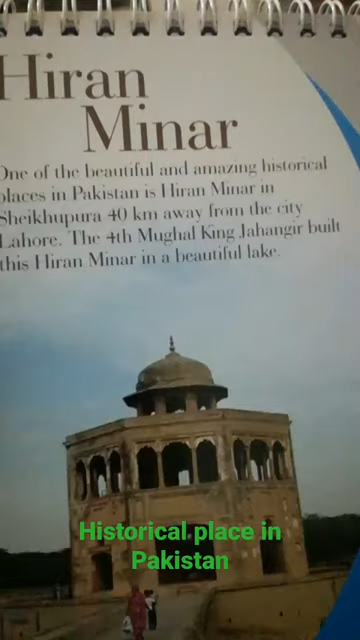 Hiran
Minar
One of the beautiful and amazing historical
places in Pakistan is Hiran Minar in
Sheikhupura 40 km away from the city
Lahore. The 4th Mughal King Jahangir built
this Hiran Minar in a beautiful lake.
Historical place in
Pakistan